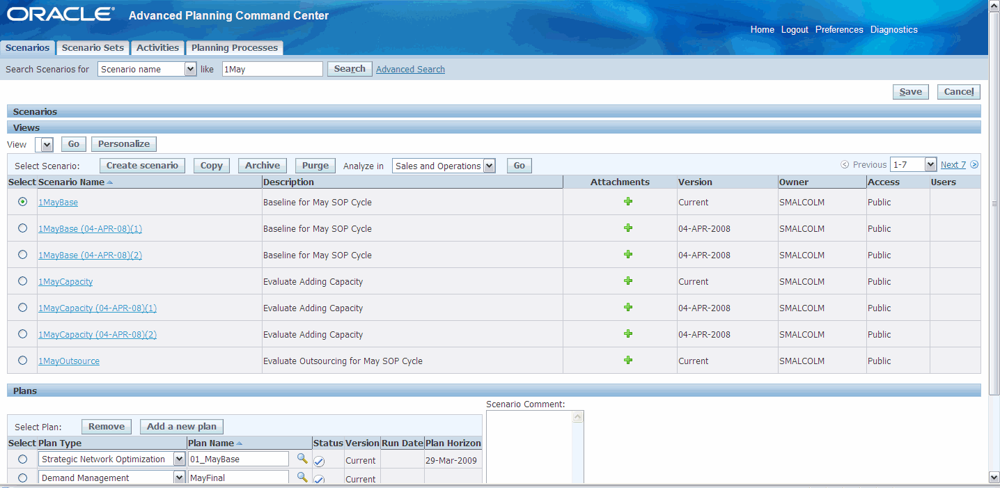 ORACLE® Advanced Planning Command Center
Home Logout Preferences Diagnostics
Scenarios Scenario Sets Activities Planning Processes
Search Scenarios for Scenario name like 1May Search Advanced Search
Save Cancel
Scenarios
Views
View Go Personalize
Select Scenario: Create scenario Copy Archive Purge Analyze in Sales and Operations Go Previous 1-7 Next 7
Select Scenario Name Description Attachments Version Owner Access Users
1MayBase Baseline for May SOP Cycle Current SMALCOLM Public
1MayBase (04-APR-08)(1) Baseline for May SOP Cycle 04-APR-2008 SMALCOLM Public
1MayBase (04-APR-08)(2) Baseline for May SOP Cycle 04-APR-2008 SMALCOLM Public
1MayCapacity Evaluate Adding Capacity Current SMALCOLM Public
1MayCapacity (04-APR-08)(1) Evaluate Adding Capacity 04-APR-2008 SMALCOLM Public
1MayCapacity (04-APR-08)(2) Evaluate Adding Capacity 04-APR-2008 SMALCOLM Public
1MayOutsource Evaluate Outsourcing for May SOP Cycle Current SMALCOLM Public
Plans
Scenario Comment:
Select Plan: Remove Add a new plan
Select Plan Type Plan Name Status Version Run Date Plan Horizon
Strategic Network Optimization 01_MayBase Current 29-Mar-2009
Demand Management MayFinal Current